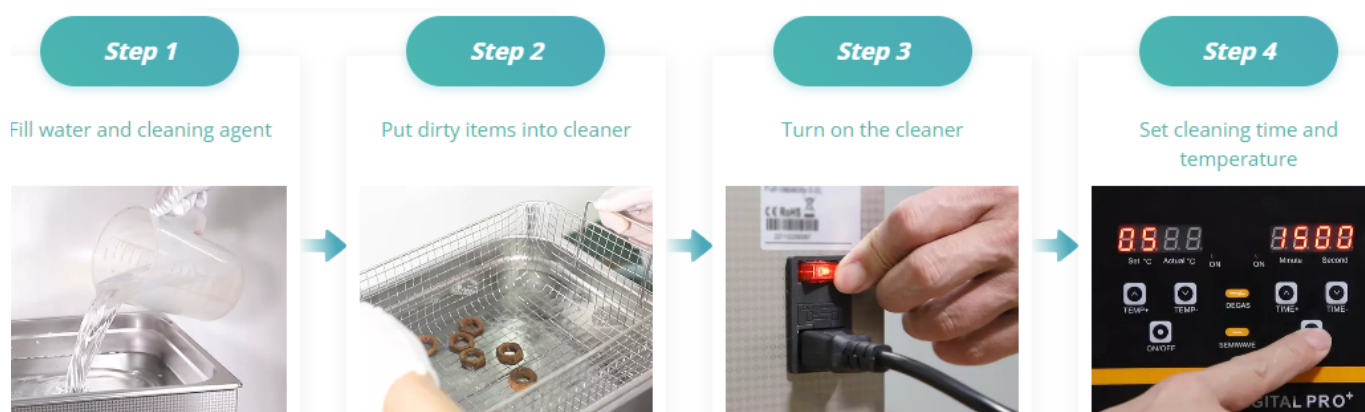 Step 1
Step 2
Step 3
Step 4
Fill water and cleaning agent
Put dirty items into cleaner
Turn on the cleaner
Set cleaning time and
temperature
CE RoHS
05
1500
Set °C
Actual °C
ON
ON
Minute
Second
TEMP+
TEMP-
DEGAS
TIME+
TIME-
ON/OFF
SEMIWAVE
GITAL PRO+